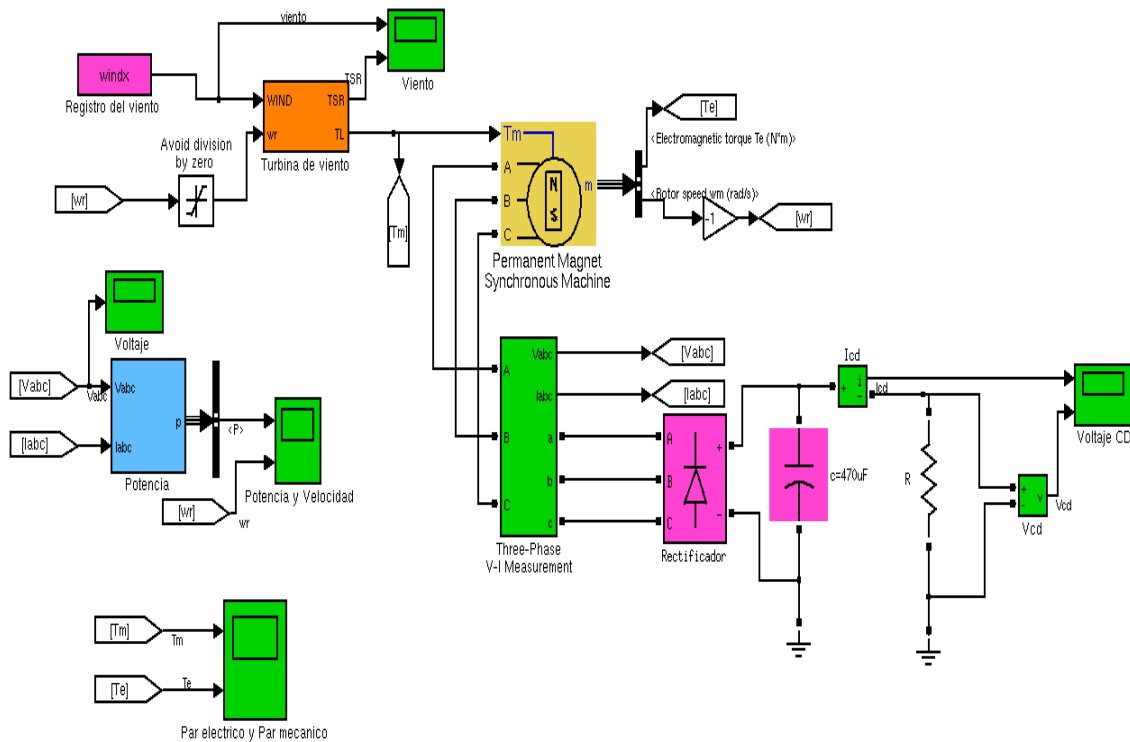 viento
windx
Registro del viento
WIND
wr
TSR
TL
Turbina de viento
TSR
Viento
Avoid division
by zero
[wr]
[Tm]
Tm
A
B
C
m
N
S
Permanent Magnet
Synchronous Machine
[Te]
<Electromagnetic torque Te (N*m)>
<Rotor speed wm (rad/s)>
-1
[wr]
Voltaje
[Vabc]
Vabc
Vabc
[Iabc]
Iabc
p
Potencia
<P>
[wr]
wr
Potencia y Velocidad
A
B
C
Vabc
Iabc
a
b
c
Three-Phase
V-I Measurement
[Vabc]
[Iabc]
A
B
C
+
-
Rectificador
c=470uF
Icd
+
i
-
Icd
R
+
-
v
Vcd
Vcd
Voltaje CD
[Tm]
Tm
[Te]
Te
Par electrico y Par mecanico